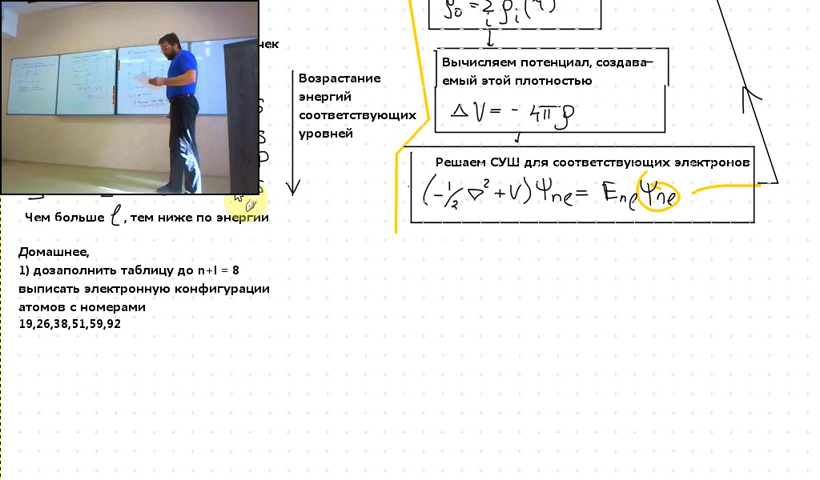 чек
Возрастание
энергий
соответствующих
уровней
S
S
P
S
Чем больше ℓ, тем ниже по энергии
Домашнее,
1) дозаполнить таблицу до n+l = 8
выписать электронную конфигурации
атомов с номерами
19,26,38,51,59,92
Вычисляем потенциал, создава-
емый этой плотностью
ΔV = - 4πρ
Решаем СУШ для соответствующих электронов
(-1/2 ∇² + V) Ψnℓ = Enℓ Ψnℓ